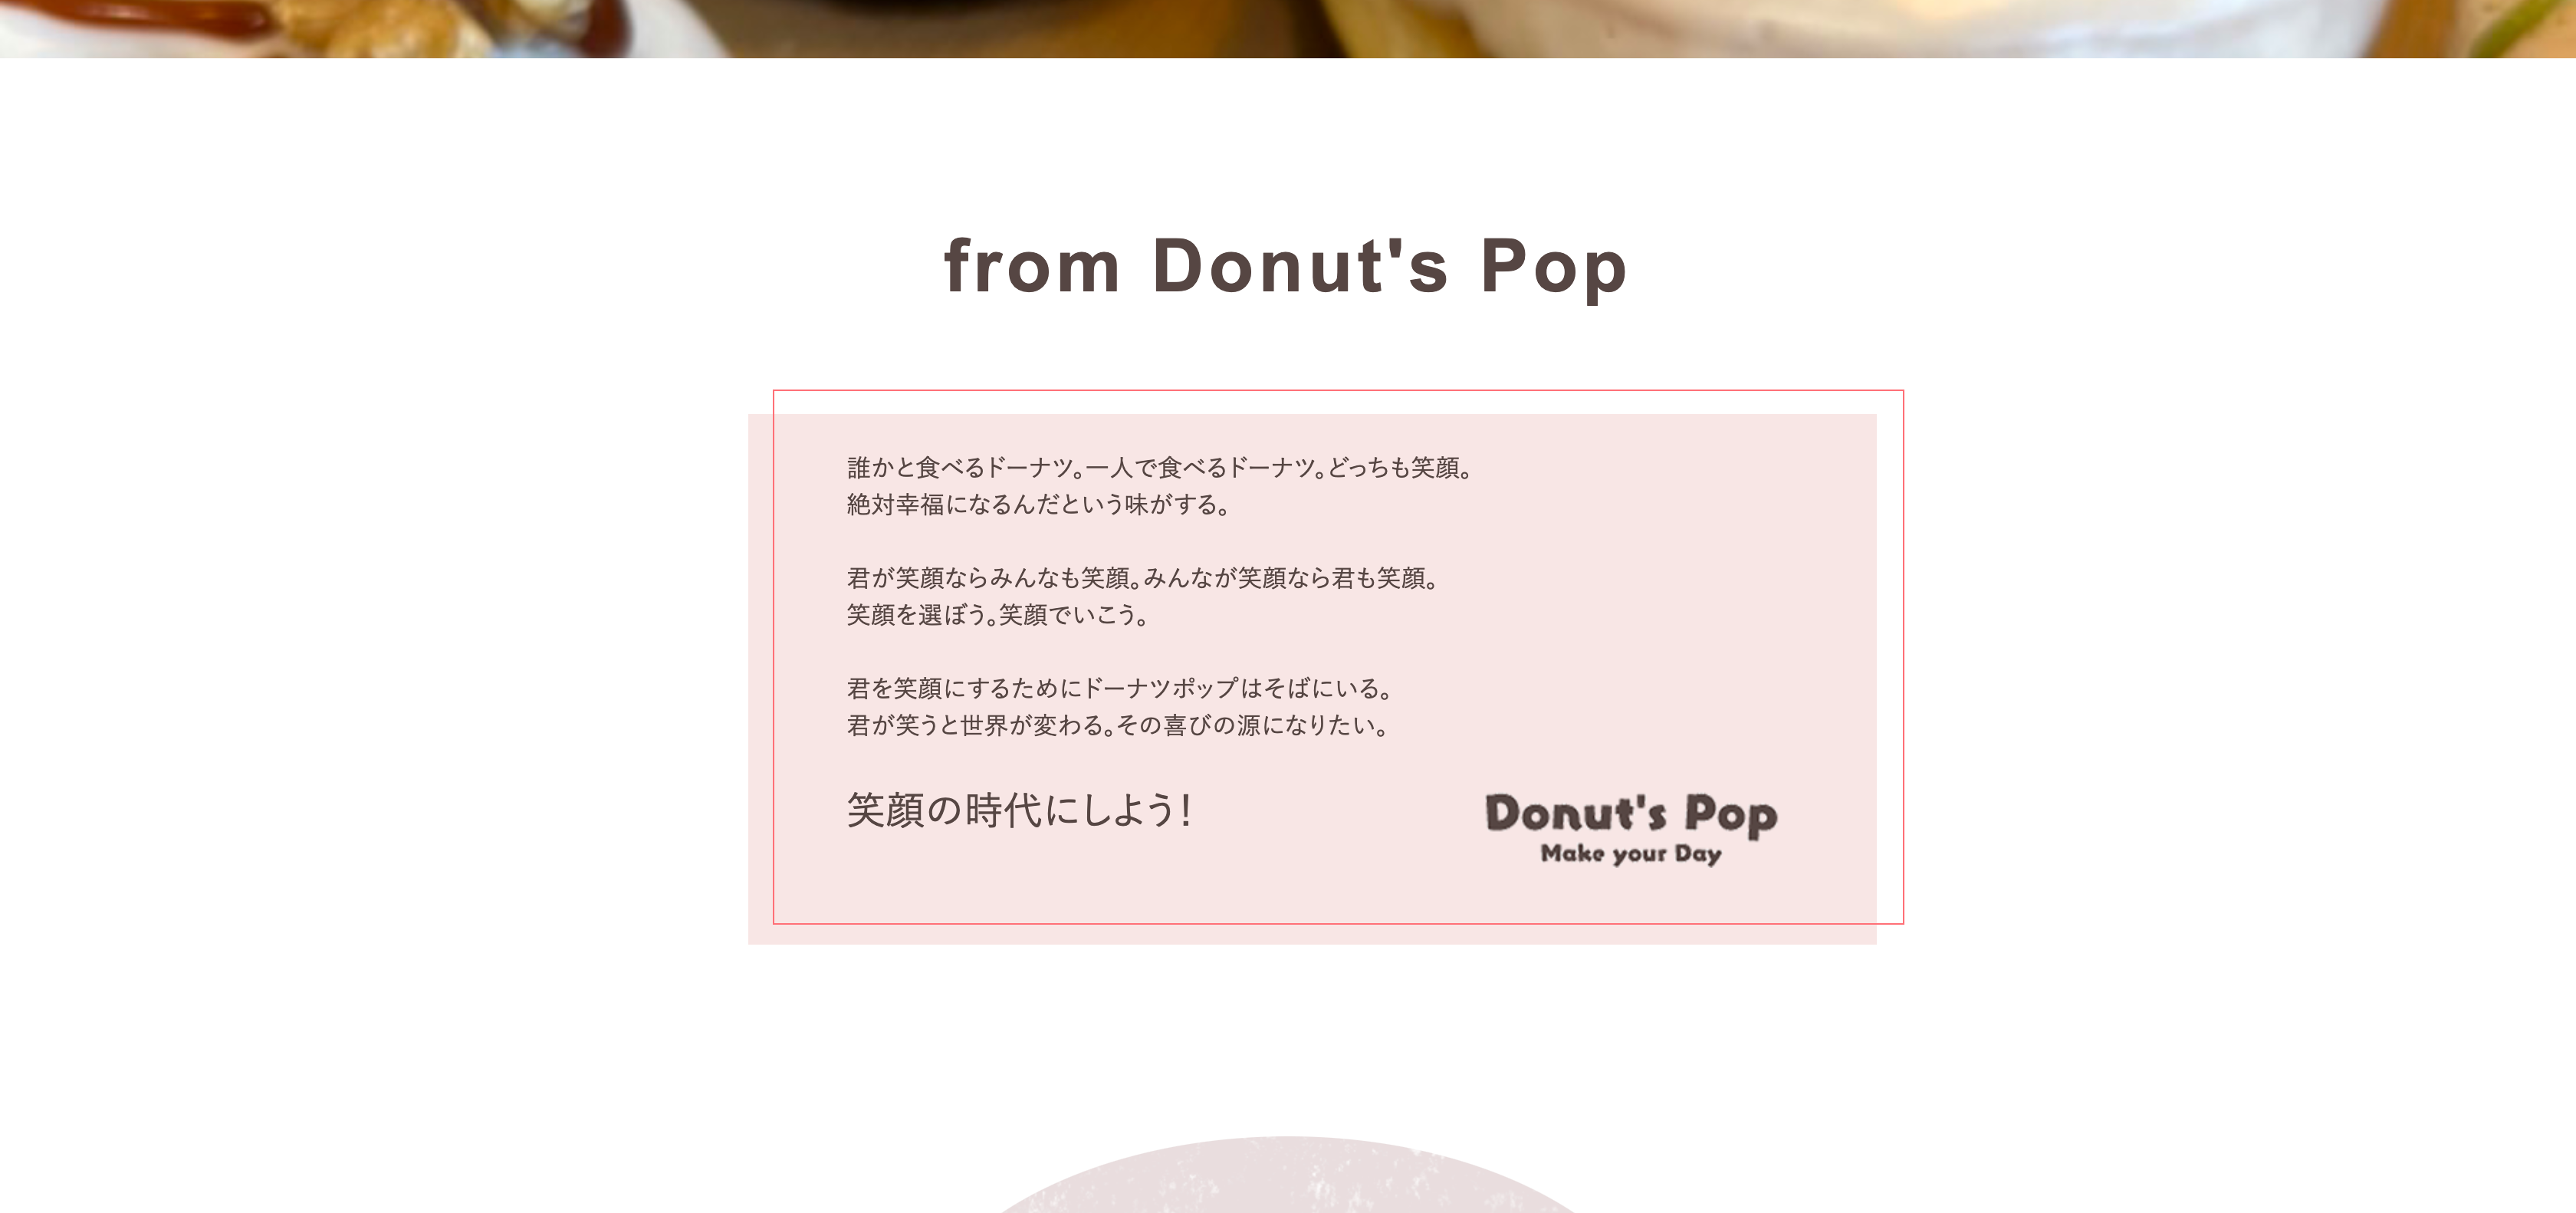 from Donut's Pop
誰かと食べるドーナツ。一人で食べるドーナツ。どっちも笑顔。
絶対幸福になるんだという味がする。
君が笑顔ならみんなも笑顔。みんなが笑顔なら君も笑顔。
笑顔を選ぼう。笑顔でいこう。
君を笑顔にするためにドーナツポップはそばにいる。
君が笑うと世界が変わる。その喜びの源になりたい。
笑顔の時代にしよう！
Donut's Pop
Make your Day